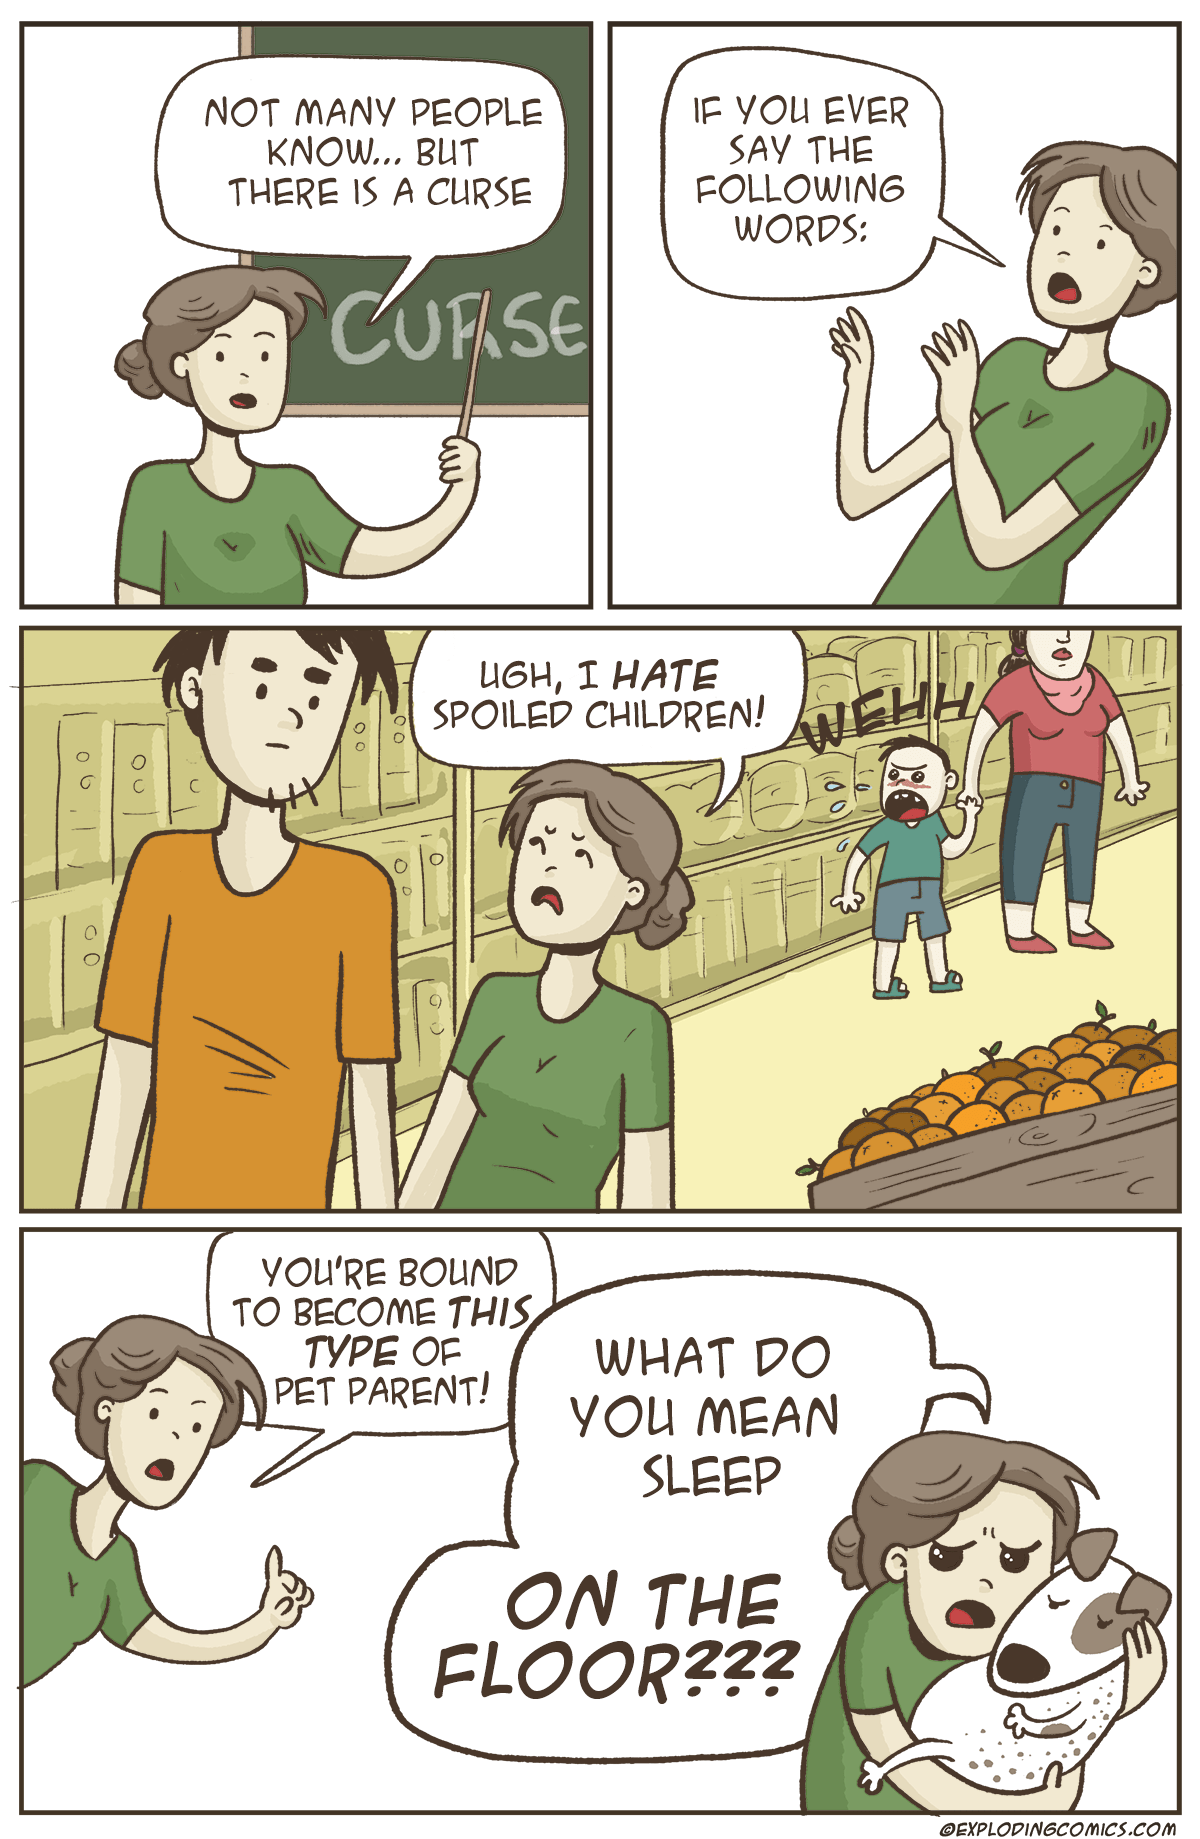 NOT MANY PEOPLE
KNOW... BUT
THERE IS A CURSE
CURSE
IF YOU EVER
SAY THE
FOLLOWING
WORDS:
UGH, I HATE
SPOILED CHILDREN!
WEHH
YOU'RE BOUND
TO BECOME THIS
TYPE OF
PET PARENT!
WHAT DO
YOU MEAN
SLEEP
ON THE
FLOOR???
©EXPLODINGCOMICS.COM